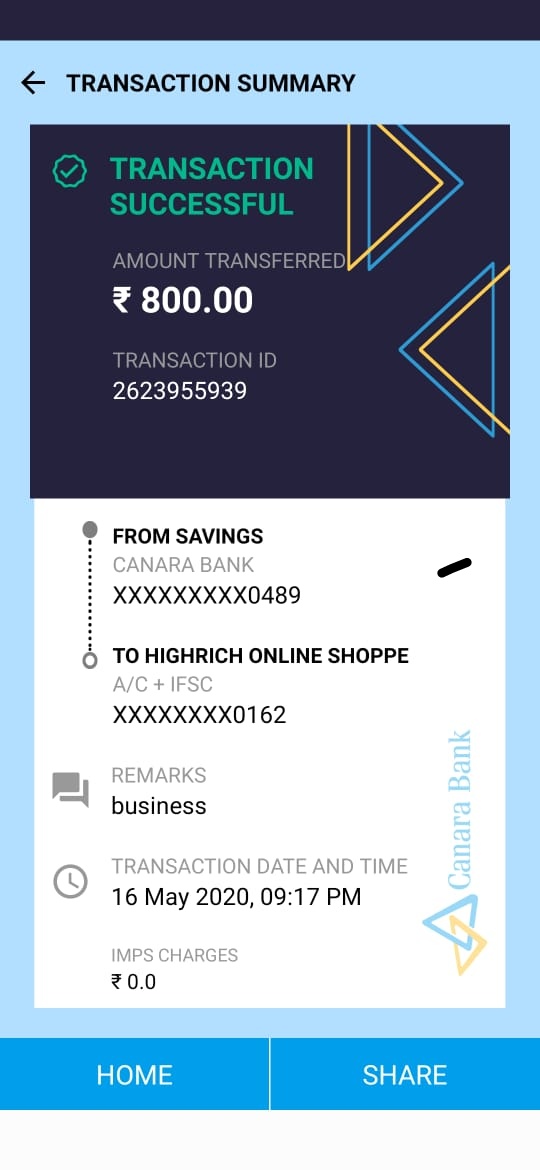 TRANSACTION SUMMARY
TRANSACTION
SUCCESSFUL
AMOUNT TRANSFERRED
₹ 800.00
TRANSACTION ID
2623955939
FROM SAVINGS
CANARA BANK
XXXXXXXXX0489
TO HIGHRICH ONLINE SHOPPE
A/C + IFSC
XXXXXXXX0162
REMARKS
business
TRANSACTION DATE AND TIME
16 May 2020, 09:17 PM
IMPS CHARGES
₹ 0.0
Canara Bank
HOME
SHARE